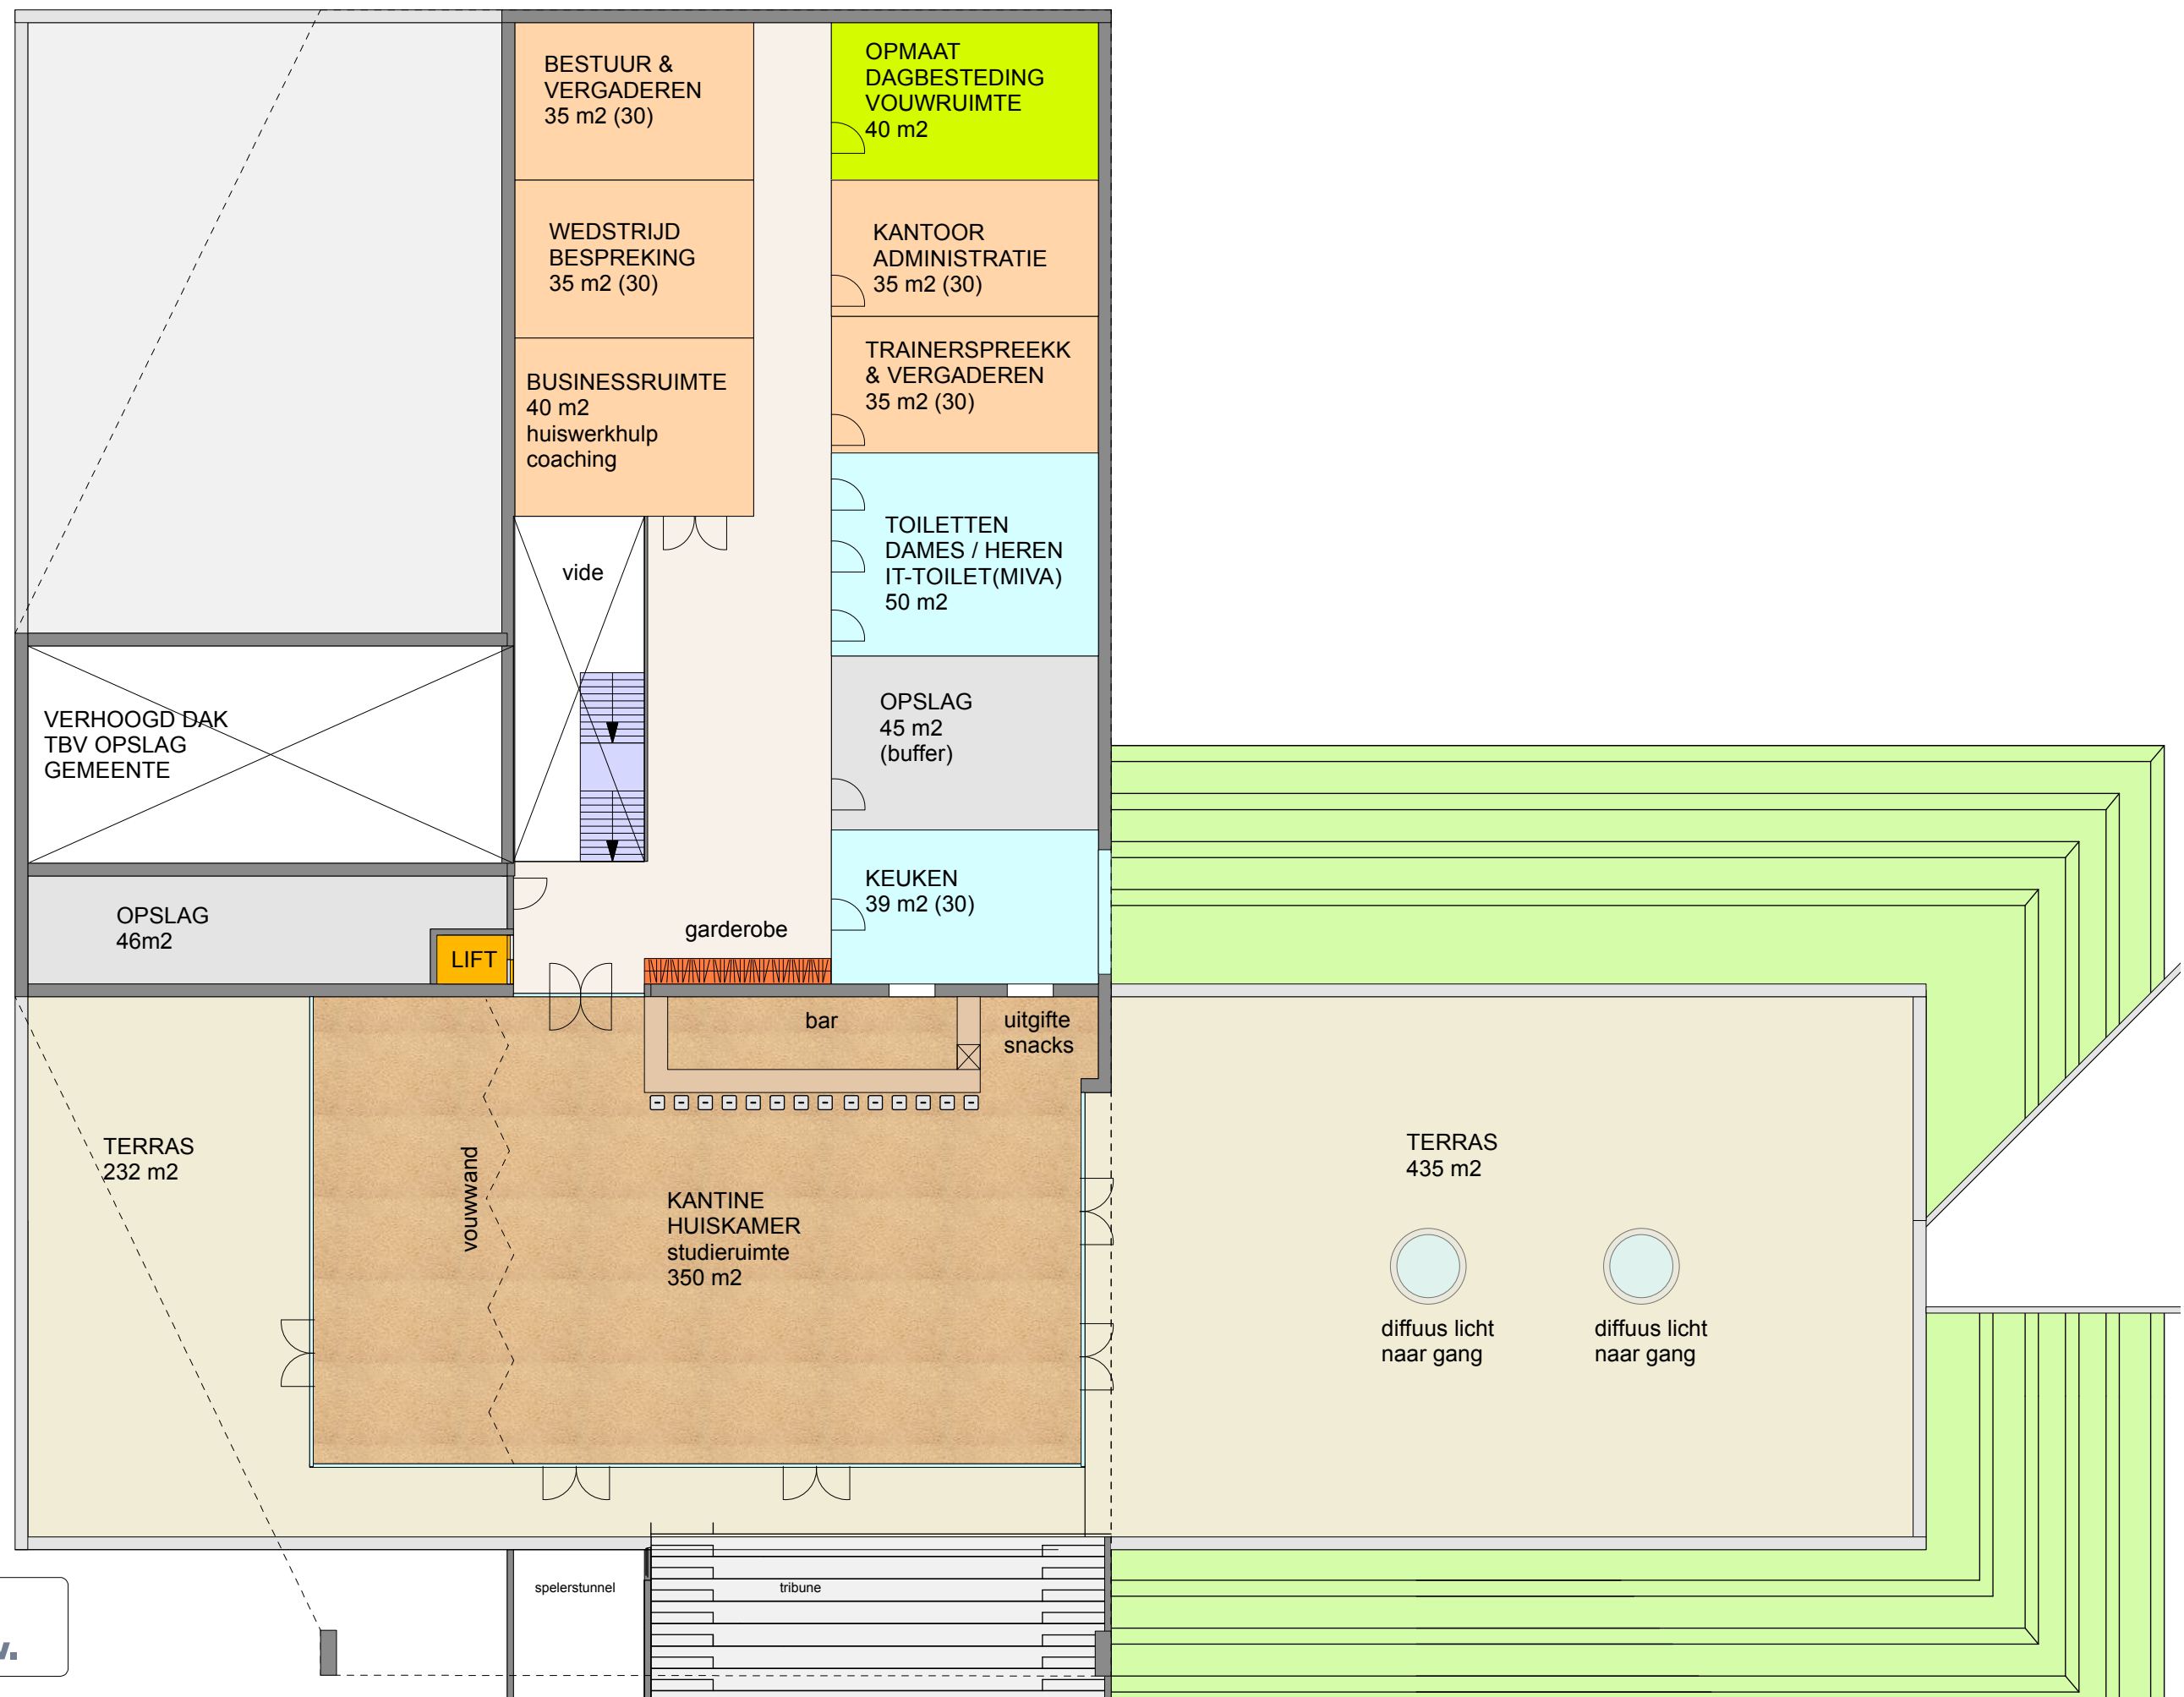 BESTUUR &
VERGADEREN
35 m2 (30)
OPMAAT
DAGBESTEDING
VOUWRUIMTE
40 m2
WEDSTRIJD
BESPREKING
35 m2 (30)
KANTOOR
ADMINISTRATIE
35 m2 (30)
BUSINESSRUIMTE
40 m2
huiswerkhulp
coaching
TRAINERSPREEKK
& VERGADEREN
35 m2 (30)
vide
TOILETTEN
DAMES / HEREN
IT-TOILET(MIVA)
50 m2
VERHOOGD DAK
TBV OPSLAG
GEMEENTE
OPSLAG
45 m2
(buffer)
OPSLAG
46m2
LIFT
garderobe
KEUKEN
39 m2 (30)
bar
uitgifte
snacks
TERRAS
232 m2
vouwwand
KANTINE
HUISKAMER
studieruimte
350 m2
TERRAS
435 m2
diffuus licht
naar gang
diffuus licht
naar gang
spelerstunnel
tribune